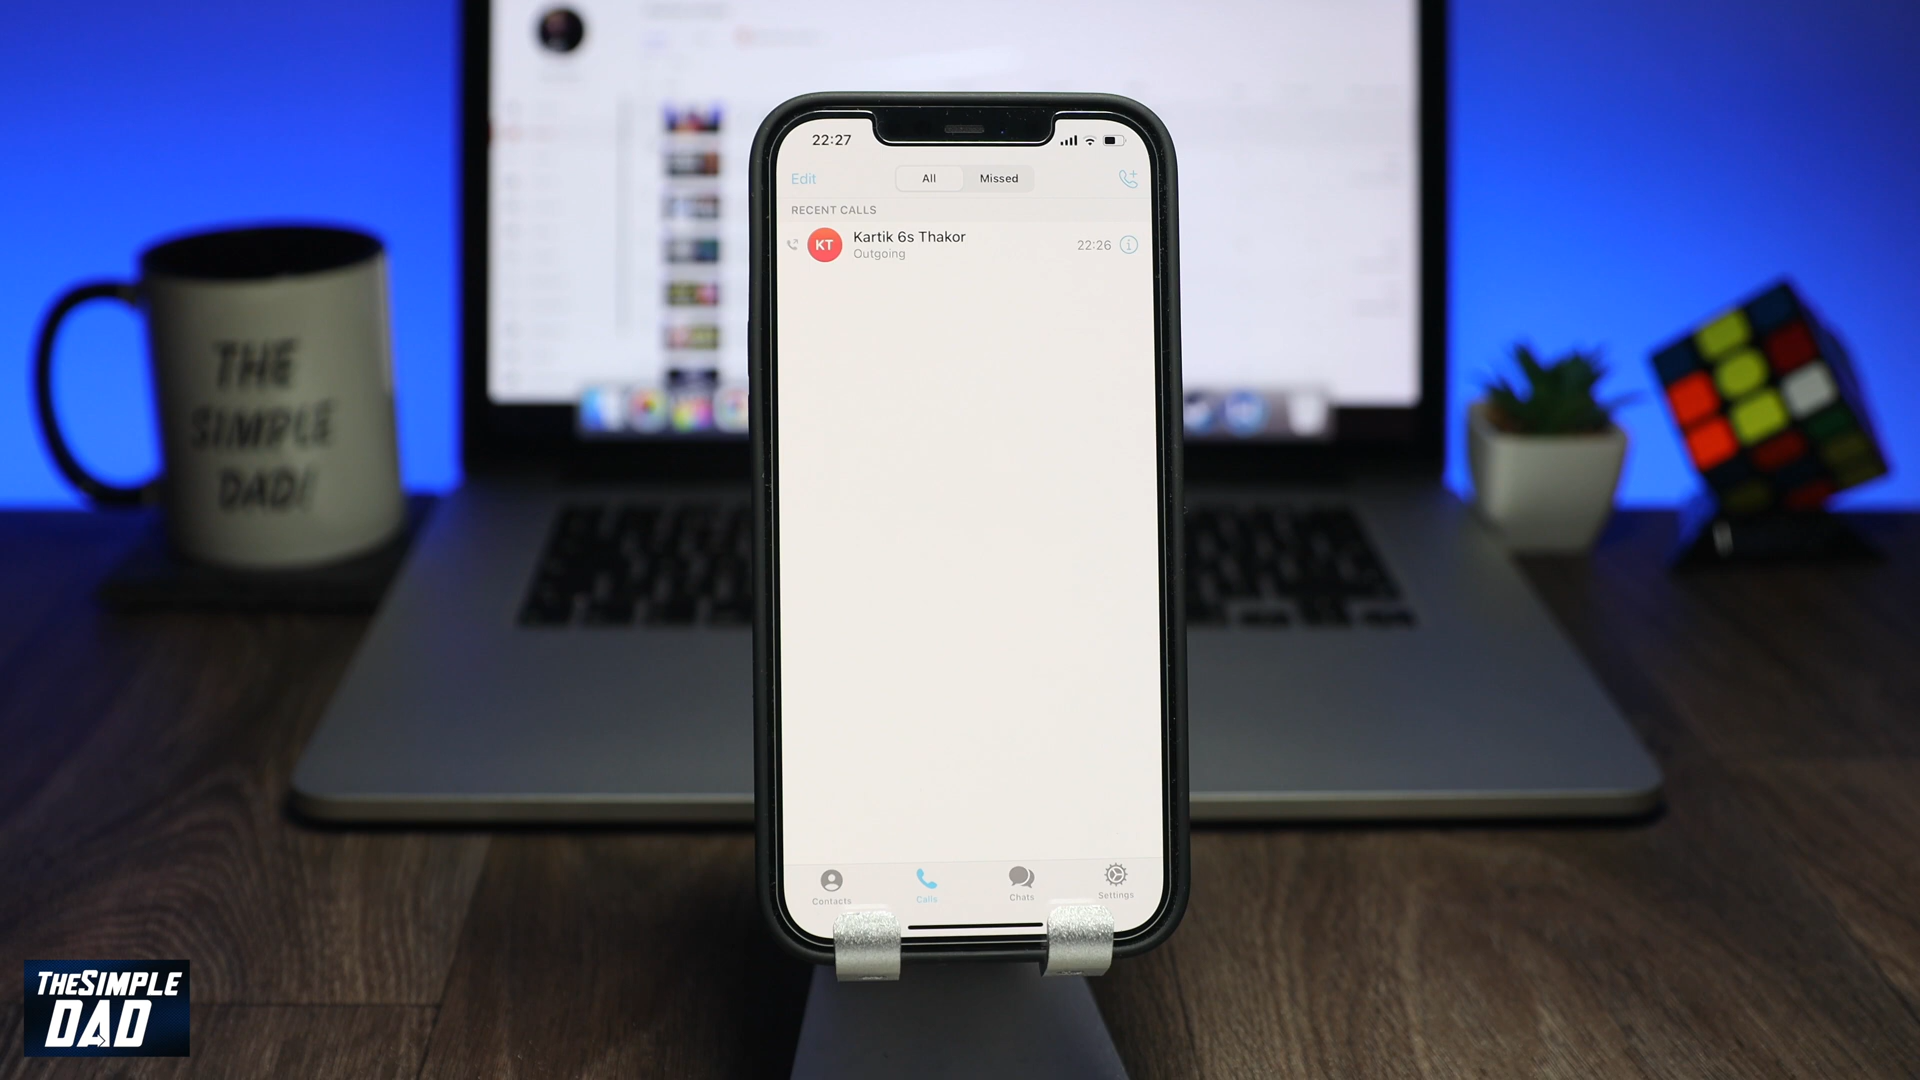 22:27
Edit
All
Missed
RECENT CALLS
KT
Kartik 6s Thakor
Outgoing
22:26
Contacts
Calls
Chats
Settings
THE
SIMPLE
DAD!
THESIMPLE
DAD